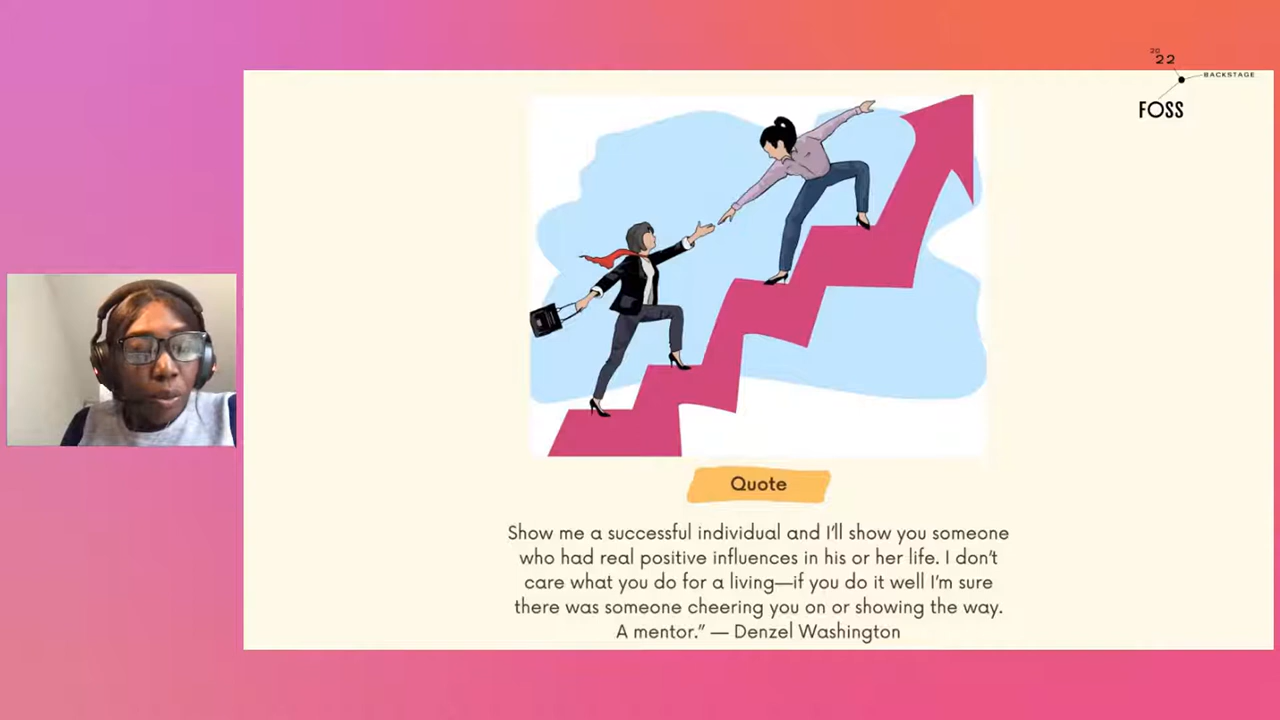 20
22
BACKSTAGE
FOSS
Quote
Show me a successful individual and I'll show you someone
who had real positive influences in his or her life. I don't
care what you do for a living—if you do it well I'm sure
there was someone cheering you on or showing the way.
A mentor.” — Denzel Washington